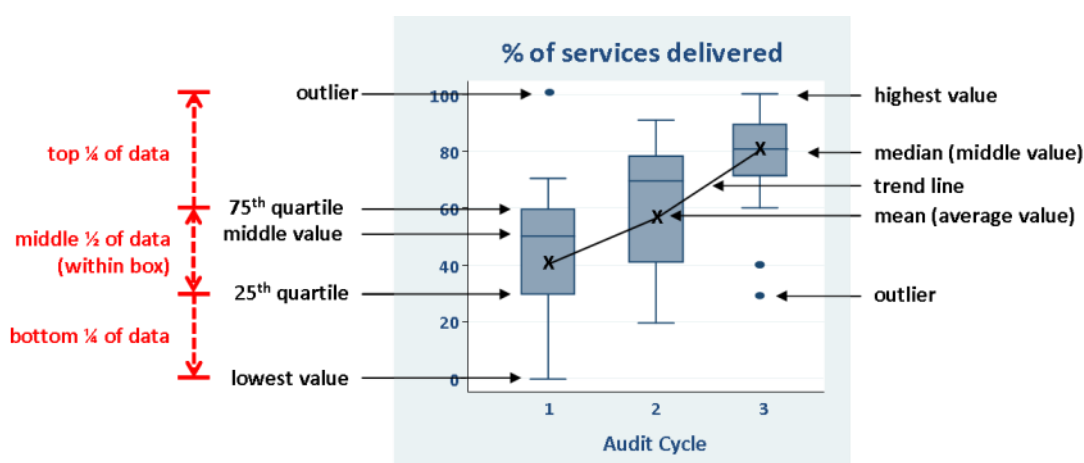 % of services delivered
outlier
top ¼ of data
75th quartile
middle value
middle ½ of data
(within box)
25th quartile
bottom ¼ of data
lowest value
100
80
60
40
20
0
highest value
median (middle value)
trend line
mean (average value)
outlier
X
X
X
1 2 3
Audit Cycle